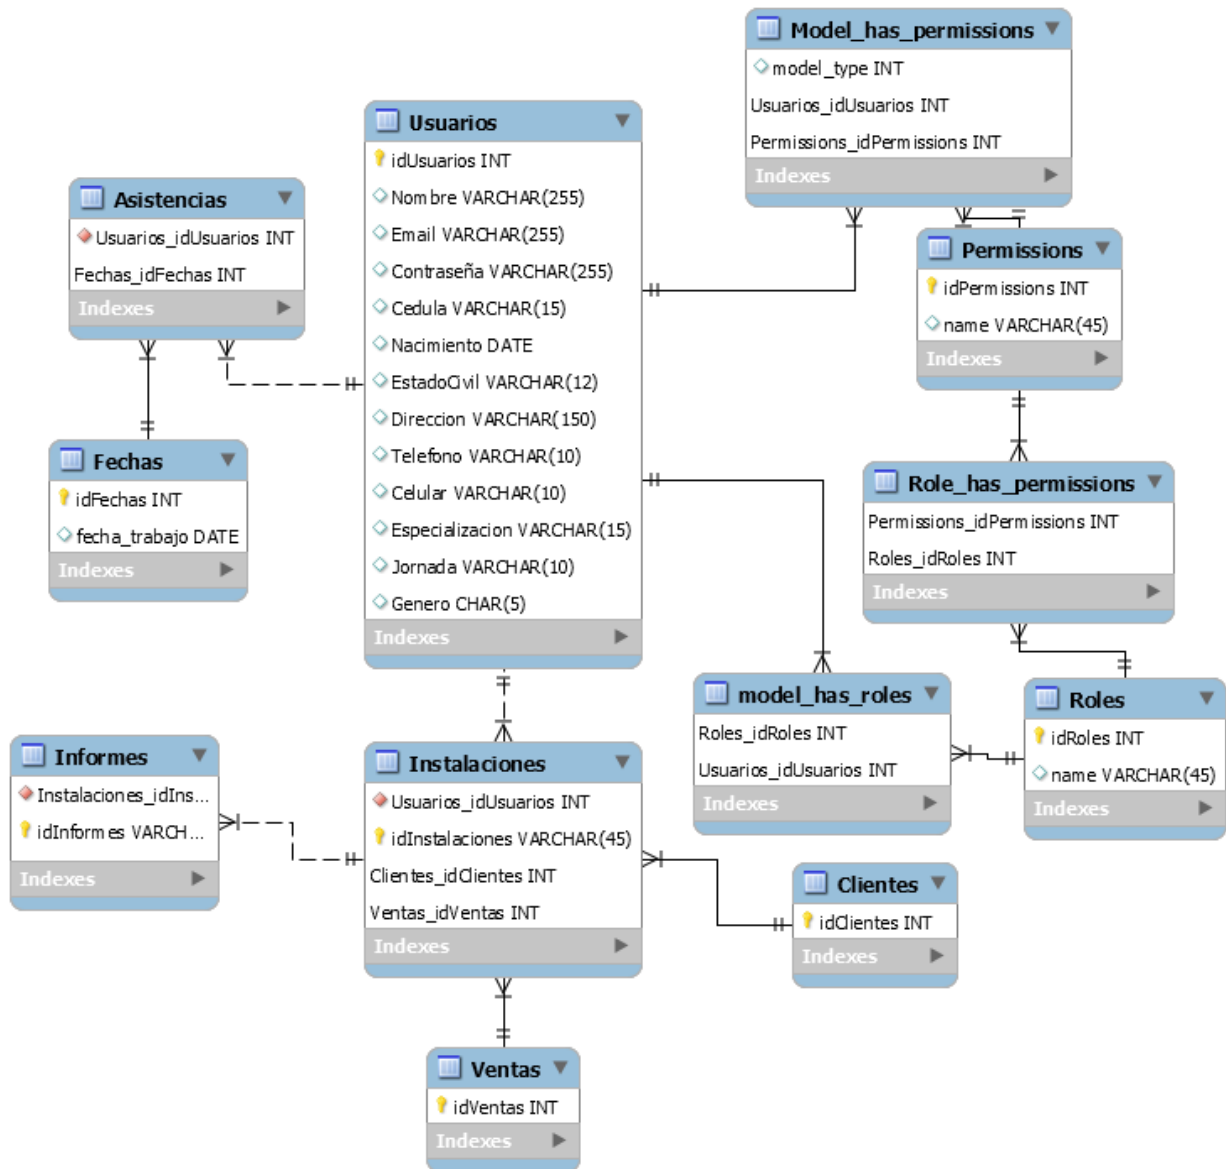 Model_has_permissions
model_type INT
Usuarios_idUsuarios INT
Permissions_idPermissions INT
Indexes
Usuarios
idUsuarios INT
Nombre VARCHAR(255)
Email VARCHAR(255)
Contraseña VARCHAR(255)
Cedula VARCHAR(15)
Nacimiento DATE
EstadoCivil VARCHAR(12)
Direccion VARCHAR(150)
Telefono VARCHAR(10)
Celular VARCHAR(10)
Especializacion VARCHAR(15)
Jornada VARCHAR(10)
Genero CHAR(5)
Indexes
Asistencias
Usuarios_idUsuarios INT
Fechas_idFechas INT
Indexes
Permissions
idPermissions INT
name VARCHAR(45)
Indexes
Fechas
idFechas INT
fecha_trabajo DATE
Indexes
Role_has_permissions
Permissions_idPermissions INT
Roles_idRoles INT
Indexes
model_has_roles
Roles_idRoles INT
Usuarios_idUsuarios INT
Indexes
Roles
idRoles INT
name VARCHAR(45)
Indexes
Informes
Instalaciones_idIns...
idInformes VARCH...
Indexes
Instalaciones
Usuarios_idUsuarios INT
idInstalaciones VARCHAR(45)
Clientes_idClientes INT
Ventas_idVentas INT
Indexes
Clientes
idClientes INT
Indexes
Ventas
idVentas INT
Indexes